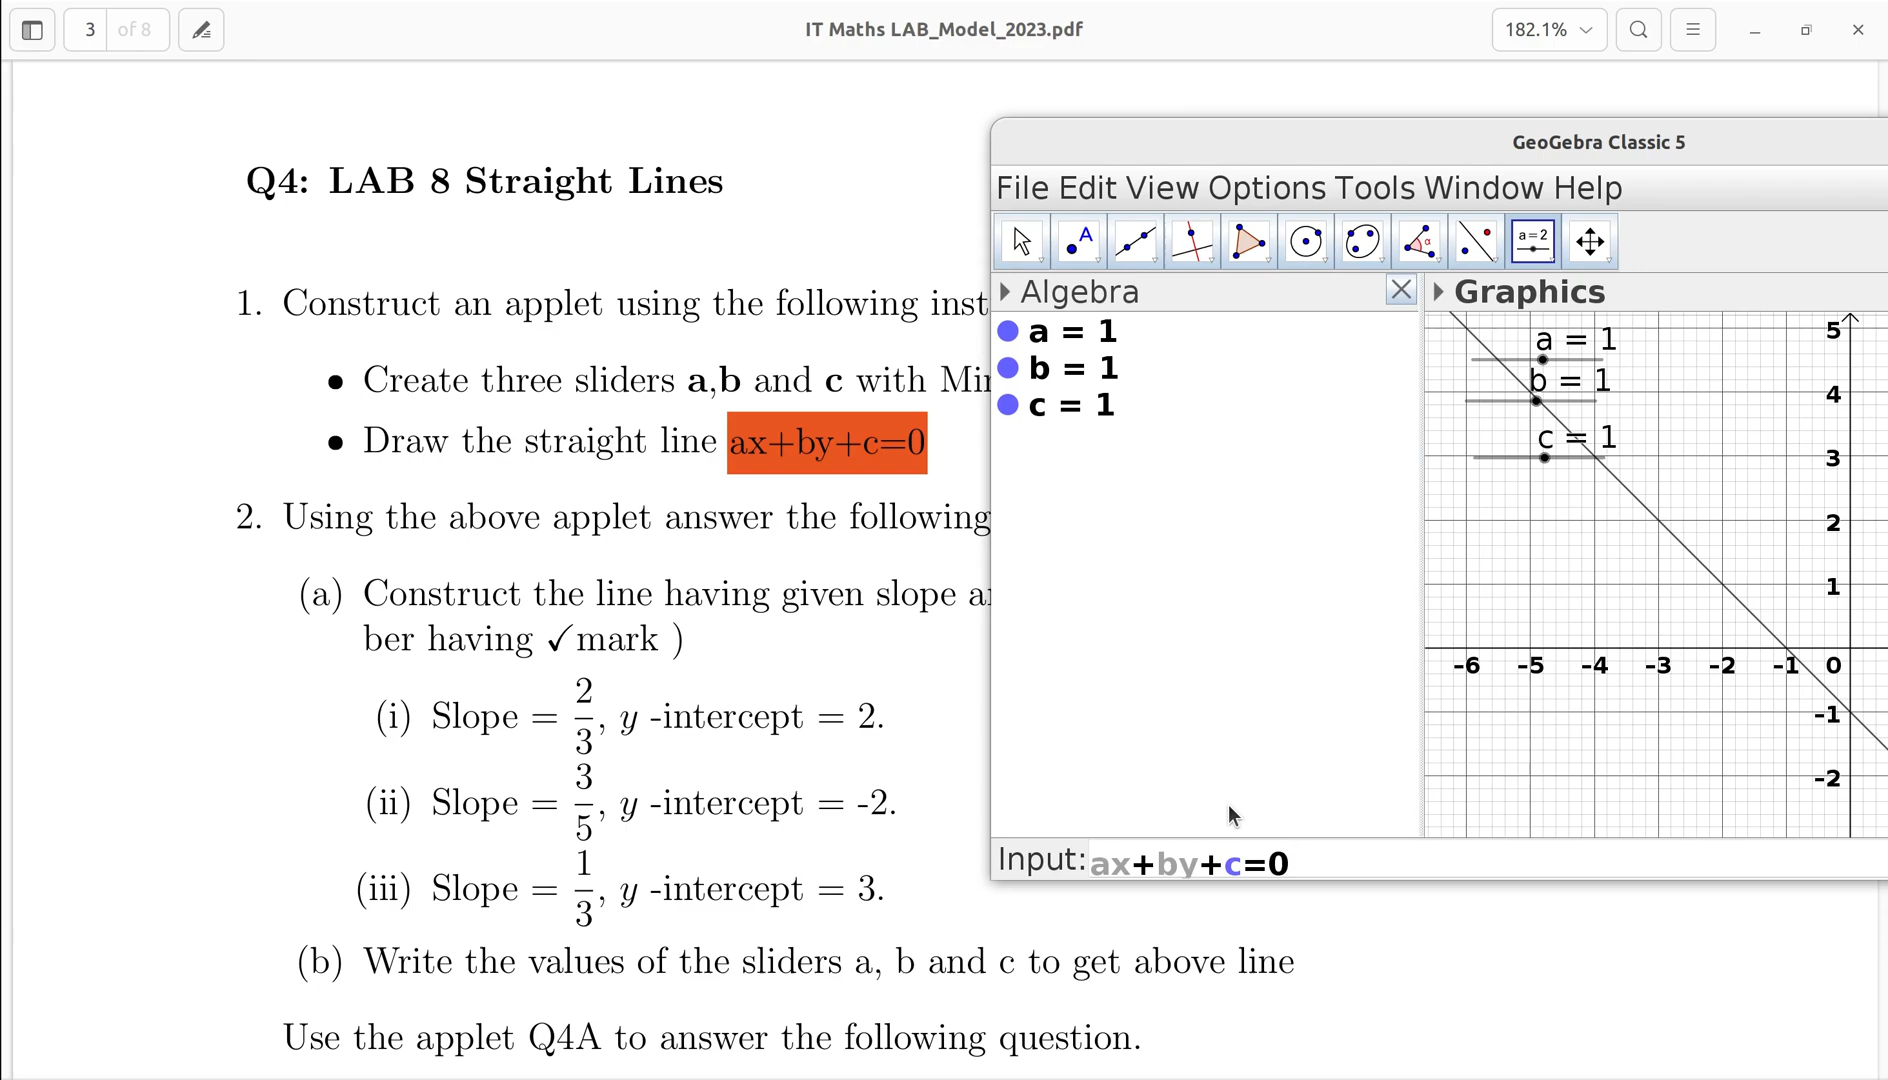 3 of 8
IT Maths LAB_Model_2023.pdf
182.1%
Q4: LAB 8 Straight Lines
1. Construct an applet using the following inst
• Create three sliders a,b and c with Min
• Draw the straight line ax+by+c=0
2. Using the above applet answer the following
(a) Construct the line having given slope a
ber having ✓mark )
(i) Slope = 2/3, y -intercept = 2.
(ii) Slope = 3/5, y -intercept = -2.
(iii) Slope = 1/3, y -intercept = 3.
(b) Write the values of the sliders a, b and c to get above line
Use the applet Q4A to answer the following question.
GeoGebra Classic 5
File Edit View Options Tools Window Help
A
α
a=2
Algebra
Graphics
a = 1
b = 1
c = 1
a = 1
b = 1
c = 1
5
4
3
2
1
-6 -5 -4 -3 -2 -1 0
-1
-2
Input: ax+by+c=0